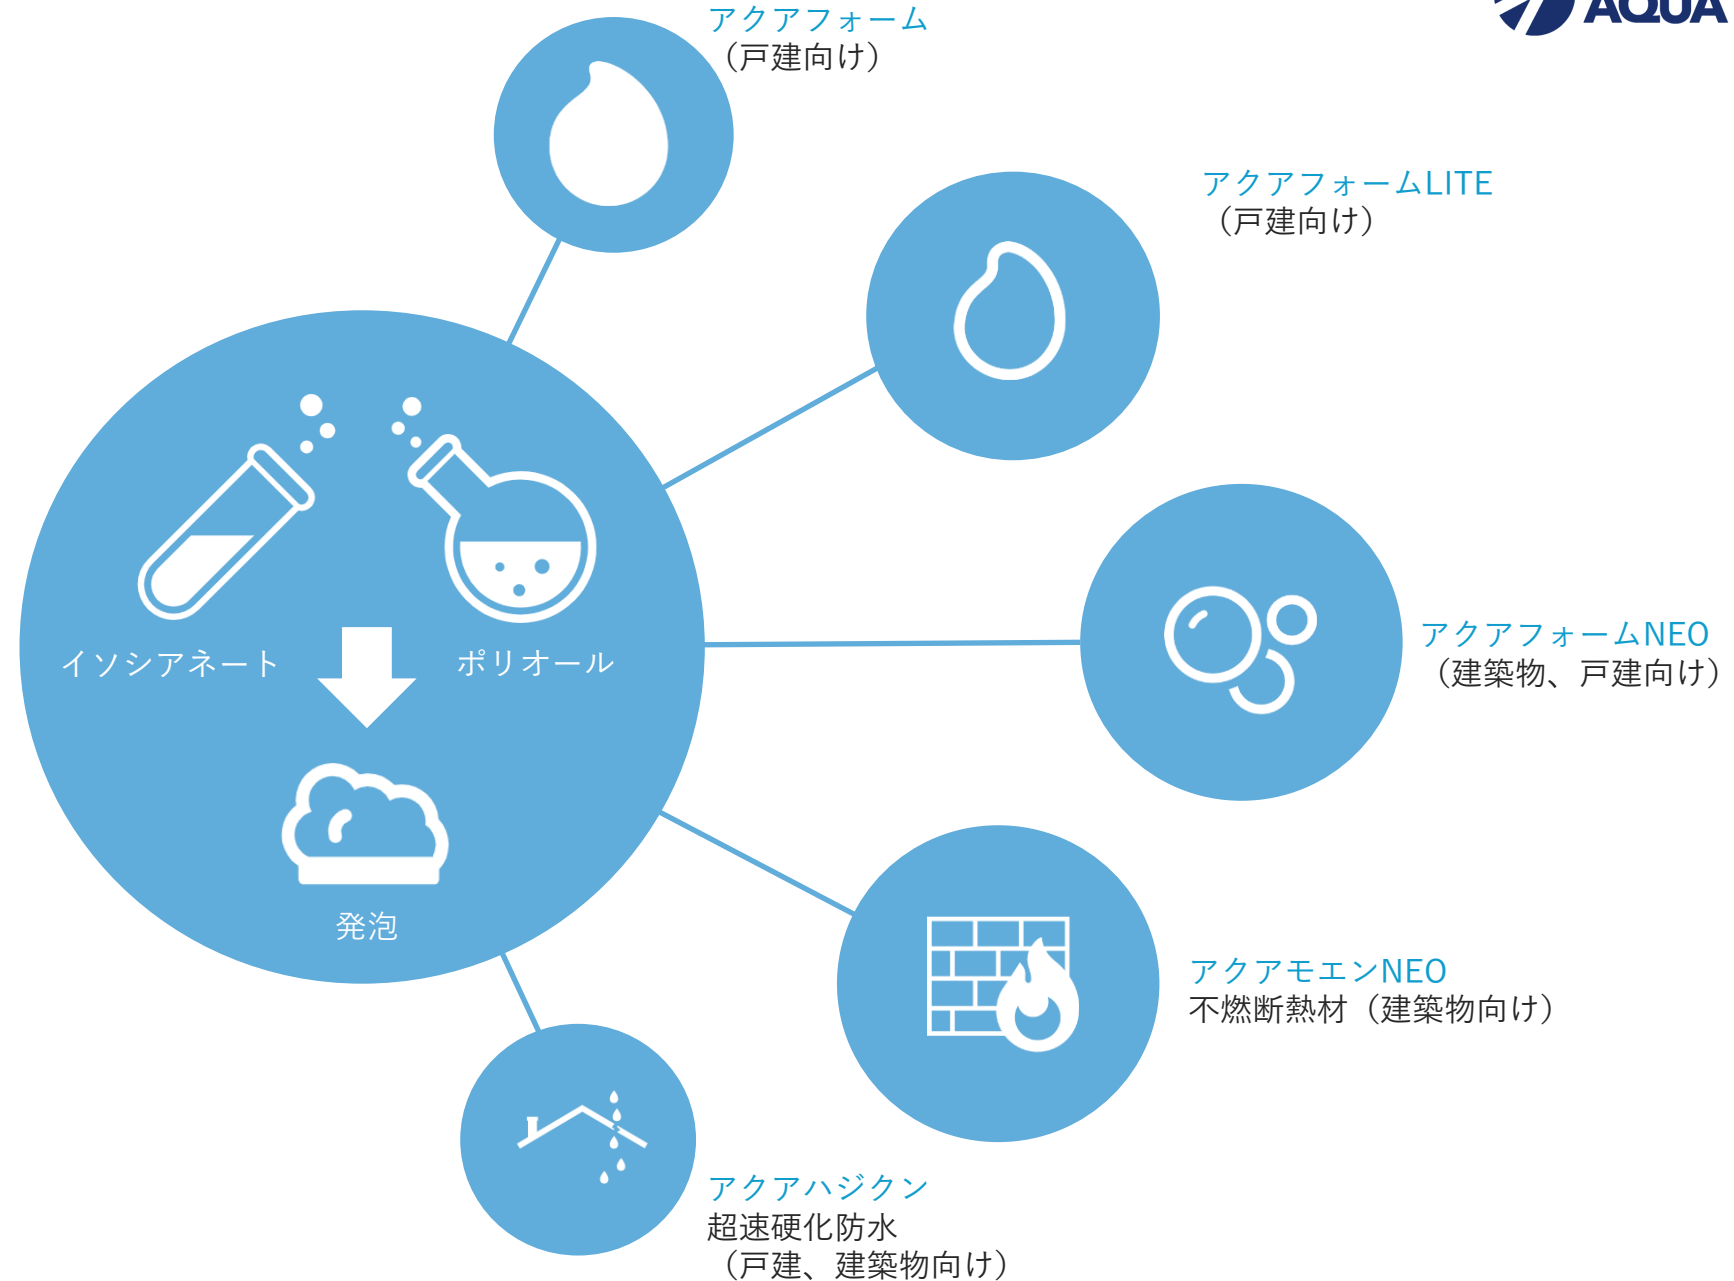 アクアフォーム
（戸建向け）
AQUA
アクアフォームLITE
（戸建向け）
イソシアネート
ポリオール
発泡
アクアフォームNEO
（建築物、戸建向け）
アクアモエンNEO
不燃断熱材（建築物向け）
アクアハジクン
超速硬化防水
（戸建、建築物向け）